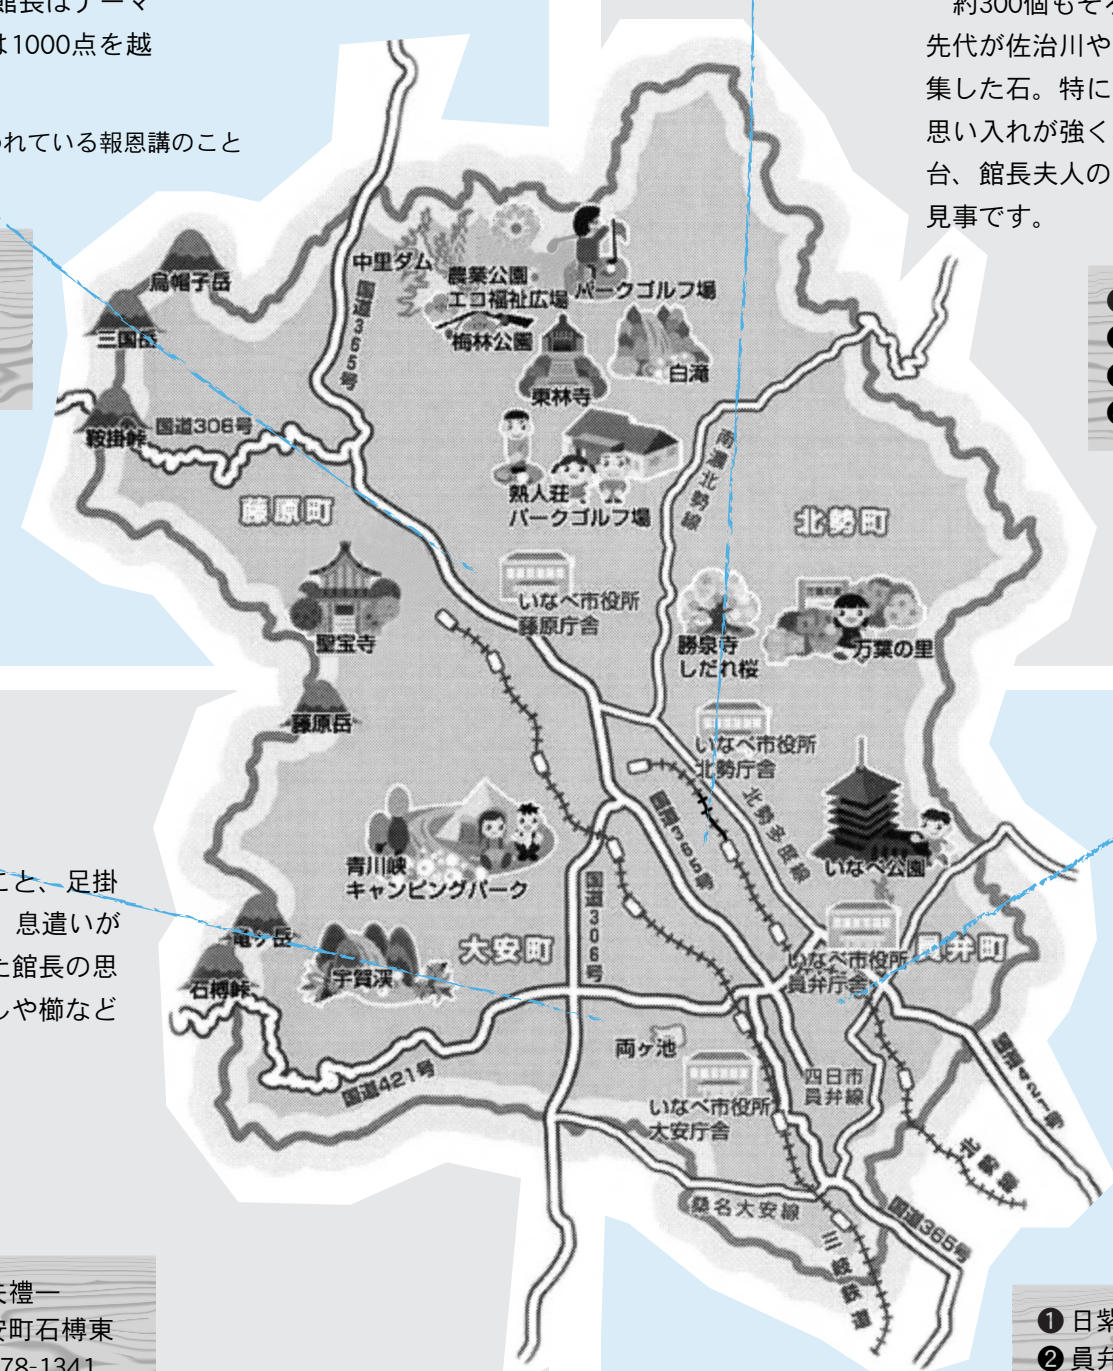 館長はテーマ
は1000点を越
われている報恩講のこと
約300個もそろ
先代が佐治川や
集した石。特に
思い入れが強く
台、館長夫人の
見事です。
烏帽子岳
三国岳
鞍掛峠
国道306号
国道365号
中里ダム
農業公園
エコ福祉広場
梅林公園
パークゴルフ場
東林寺
白滝
熱人荘
パークゴルフ場
南濃北勢線
藤原町
北勢町
いなべ市役所
藤原庁舎
聖宝寺
勝泉寺
しだれ桜
万葉の里
藤原岳
いなべ市役所
北勢庁舎
北勢多度線
国道365号
いなべ公園
青川峡
キャンピングパーク
国道306号
こと、足掛
息遣いが
た館長の思
しや櫛など
竜ヶ岳
宇賀渓
大安町
石榑峠
いなべ市役所
員弁庁舎
員弁町
国道421号
両ヶ池
いなべ市役所
大安庁舎
四日市
員弁線
国道421号
北勢線
桑名大安線
国道365号
三岐鉄道
夫禮一
安町石榑東
78-1341
❶ 日紫
❷ 員弁